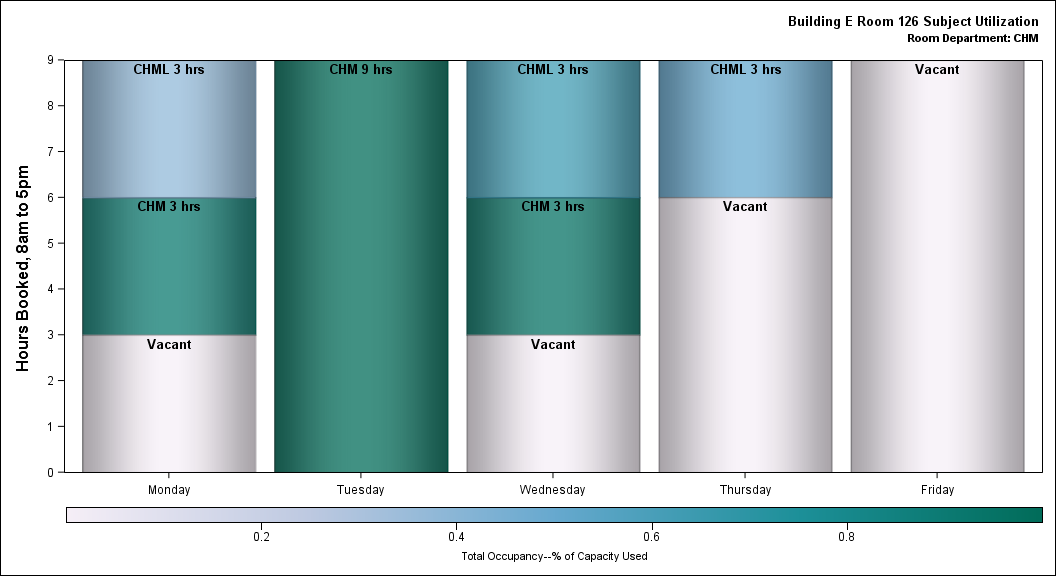 Building E Room 126 Subject Utilization
Room Department: CHM
Hours Booked, 8am to 5pm
9
8
7
6
5
4
3
2
1
0
CHML 3 hrs
CHM 9 hrs
CHML 3 hrs
CHML 3 hrs
Vacant
CHM 3 hrs
CHM 3 hrs
Vacant
Vacant
Vacant
Monday
Tuesday
Wednesday
Thursday
Friday
0.2
0.4
0.6
0.8
Total Occupancy--% of Capacity Used